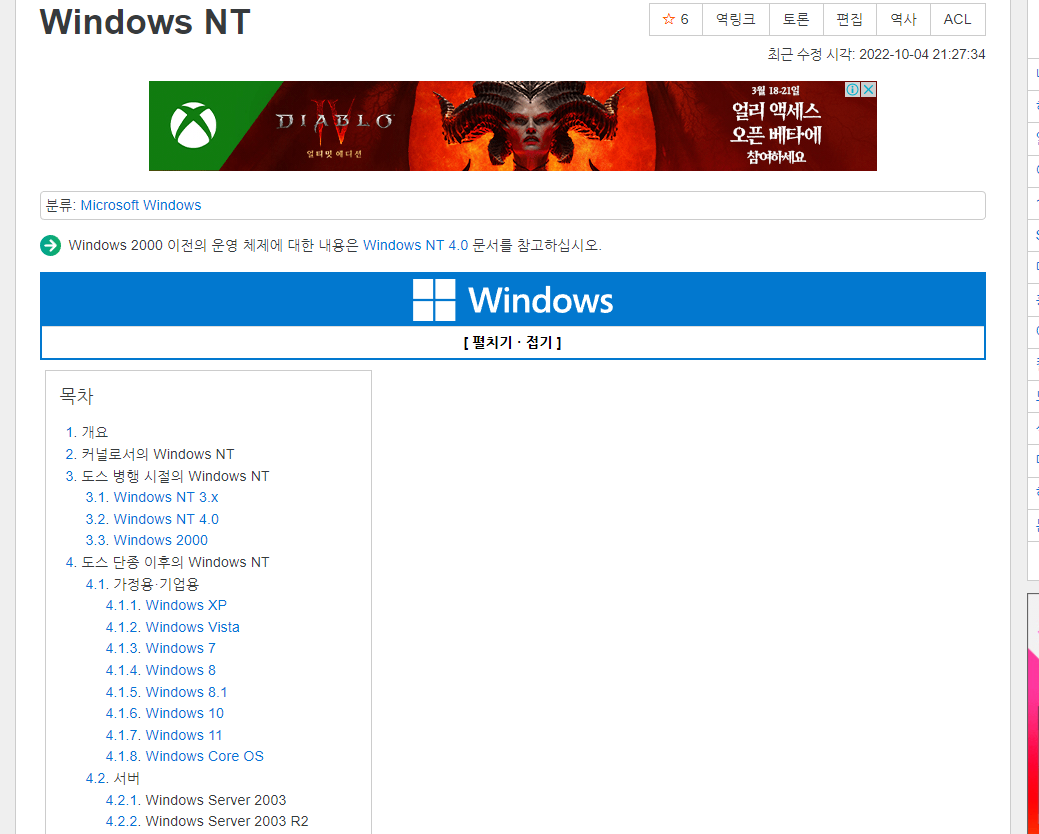 Windows NT
☆ 6 역링크 토론 편집 역사 ACL
최근 수정 시각: 2022-10-04 21:27:34
DIABLO IV
얼티밋 에디션
3월 18-21일
얼리 액세스
오픈 베타에
참여하세요
분류: Microsoft Windows
Windows 2000 이전의 운영 체제에 대한 내용은 Windows NT 4.0 문서를 참고하십시오.
Windows
[ 펼치기 · 접기 ]
목차
1. 개요
2. 커널로서의 Windows NT
3. 도스 병행 시절의 Windows NT
3.1. Windows NT 3.x
3.2. Windows NT 4.0
3.3. Windows 2000
4. 도스 단종 이후의 Windows NT
4.1. 가정용·기업용
4.1.1. Windows XP
4.1.2. Windows Vista
4.1.3. Windows 7
4.1.4. Windows 8
4.1.5. Windows 8.1
4.1.6. Windows 10
4.1.7. Windows 11
4.1.8. Windows Core OS
4.2. 서버
4.2.1. Windows Server 2003
4.2.2. Windows Server 2003 R2